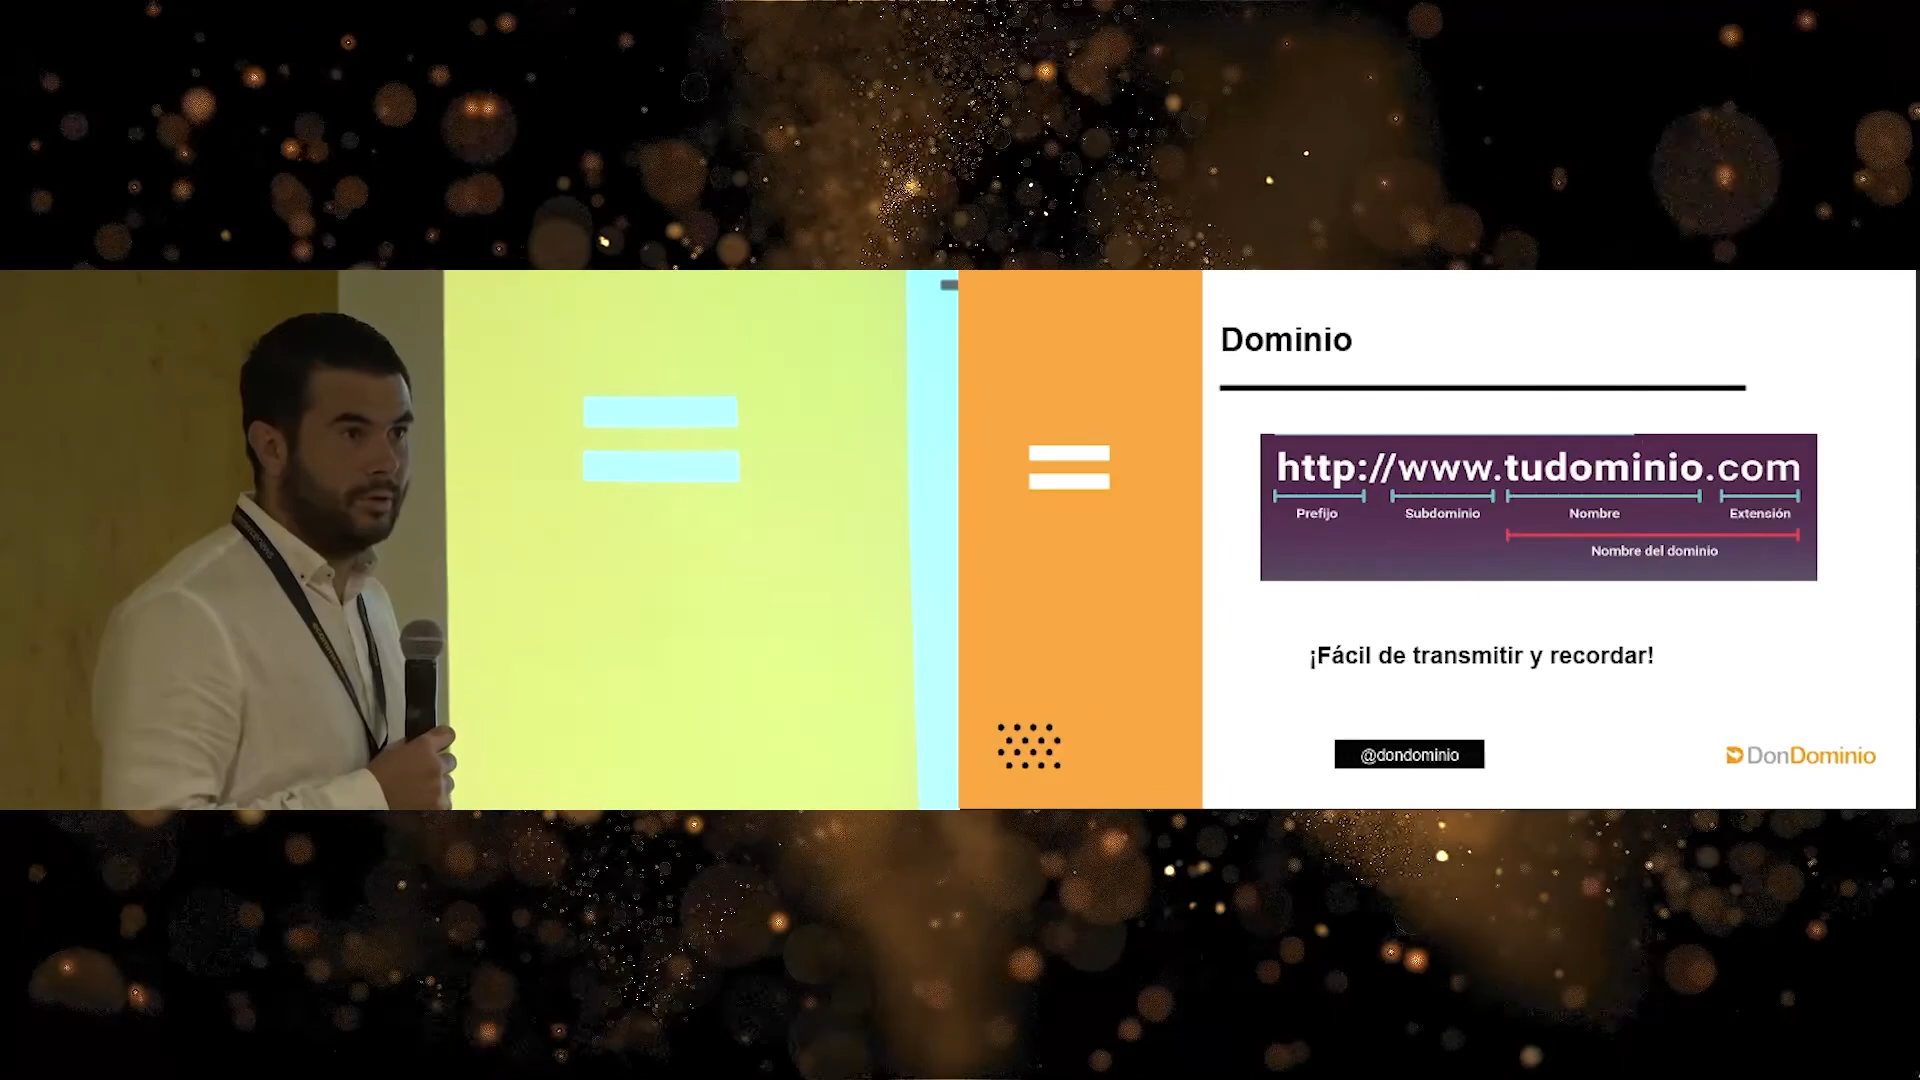 Dominio
http://www.tudominio.com
Prefijo Subdominio Nombre Extensión
Nombre del dominio
¡Fácil de transmitir y recordar!
@dondominio
DonDominio